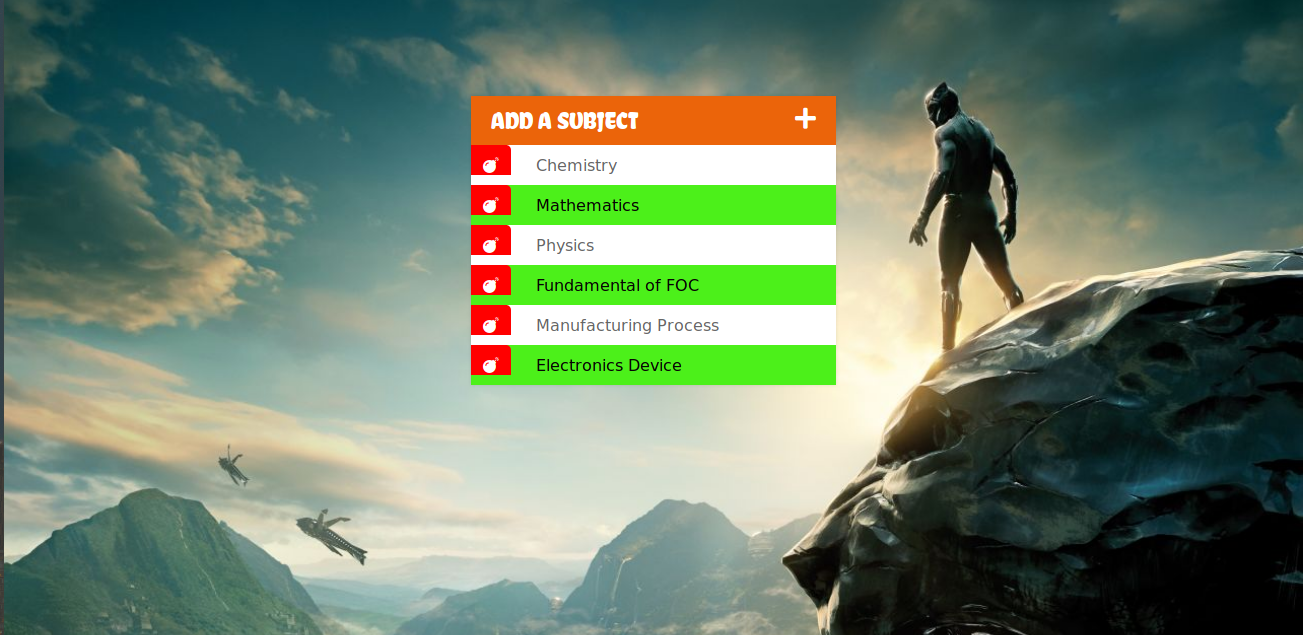 ADD A SUBJECT
Chemistry
Mathematics
Physics
Fundamental of FOC
Manufacturing Process
Electronics Device